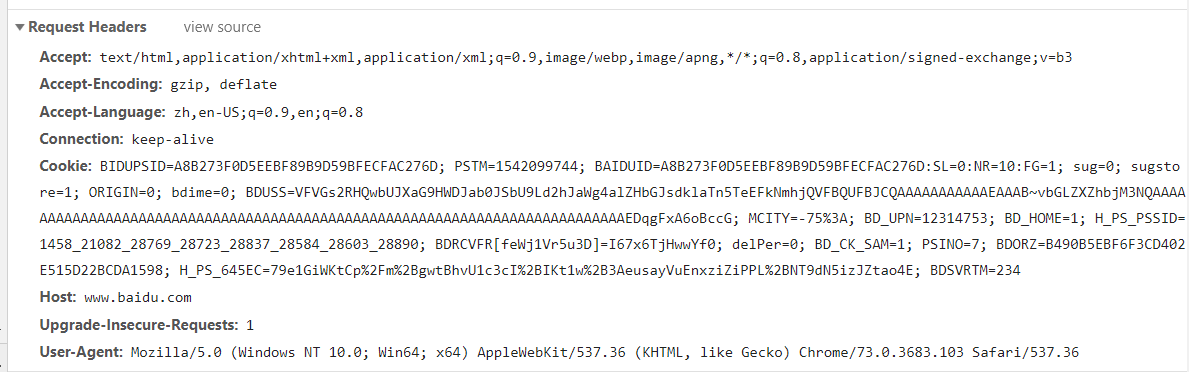 Request Headers view source
Accept: text/html,application/xhtml+xml,application/xml;q=0.9,image/webp,image/apng,*/*;q=0.8,application/signed-exchange;v=b3
Accept-Encoding: gzip, deflate
Accept-Language: zh,en-US;q=0.9,en;q=0.8
Connection: keep-alive
Cookie: BIDUPSID=A8B273F0D5EEBF89B9D59BFECFAC276D; PSTM=1542099744; BAIDUID=A8B273F0D5EEBF89B9D59BFECFAC276D:SL=0:NR=10:FG=1; sug=0; sugst
ore=1; ORIGIN=0; bdime=0;
MCITY=-75%3A; BD_UPN=12314753; BD_HOME=1; H_PS_PSSID=
1458_21082_28769_28723_28837_28584_28603_28890; BDRCVFR[feWj1Vr5u3D]=I67x6TjHwwYf0; delPer=0; BD_CK_SAM=1; PSINO=7; BDORZ=B490B5EBF6F3CD402
E515D22BCDA1598; H_PS_645EC=79e1GiWKtCp%2Fm%2BgwtBhvU1c3cI%2BIKt1w%2B3AeusayVuEnxziZiPPL%2BNT9dN5izJZtao4E; BDSVRTM=234
Host: www.baidu.com
Upgrade-Insecure-Requests: 1
User-Agent: Mozilla/5.0 (Windows NT 10.0; Win64; x64) AppleWebKit/537.36 (KHTML, like Gecko) Chrome/73.0.3683.103 Safari/537.36